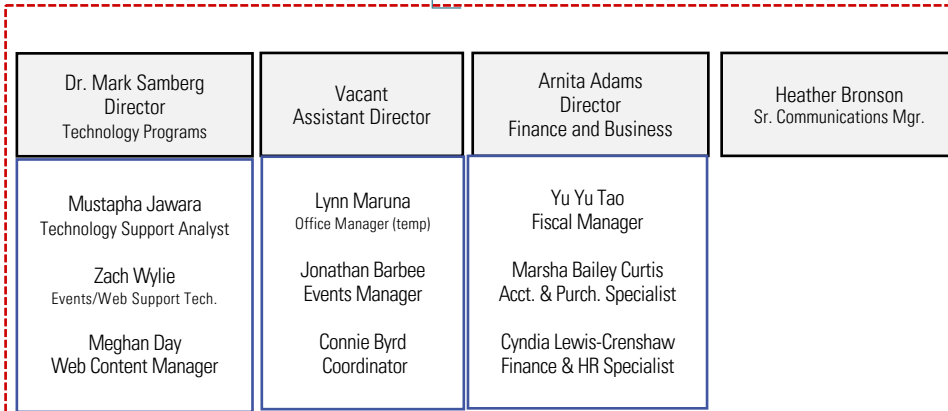 Dr. Mark Samberg
Director
Technology Programs
Mustapha Jawara
Technology Support Analyst
Zach Wylie
Events/Web Support Tech.
Meghan Day
Web Content Manager
Vacant
Assistant Director
Lynn Maruna
Office Manager (temp)
Jonathan Barbee
Events Manager
Connie Byrd
Coordinator
Arnita Adams
Director
Finance and Business
Yu Yu Tao
Fiscal Manager
Marsha Bailey Curtis
Acct. & Purch. Specialist
Cyndia Lewis-Crenshaw
Finance & HR Specialist
Heather Bronson
Sr. Communications Mgr.